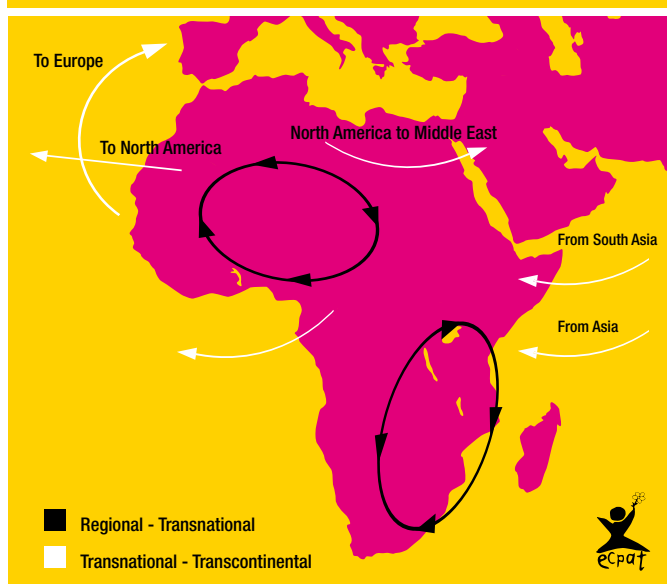 To Europe
To North America
North America to Middle East
From South Asia
From Asia
Regional - Transnational
Transnational - Transcontinental
ecpat